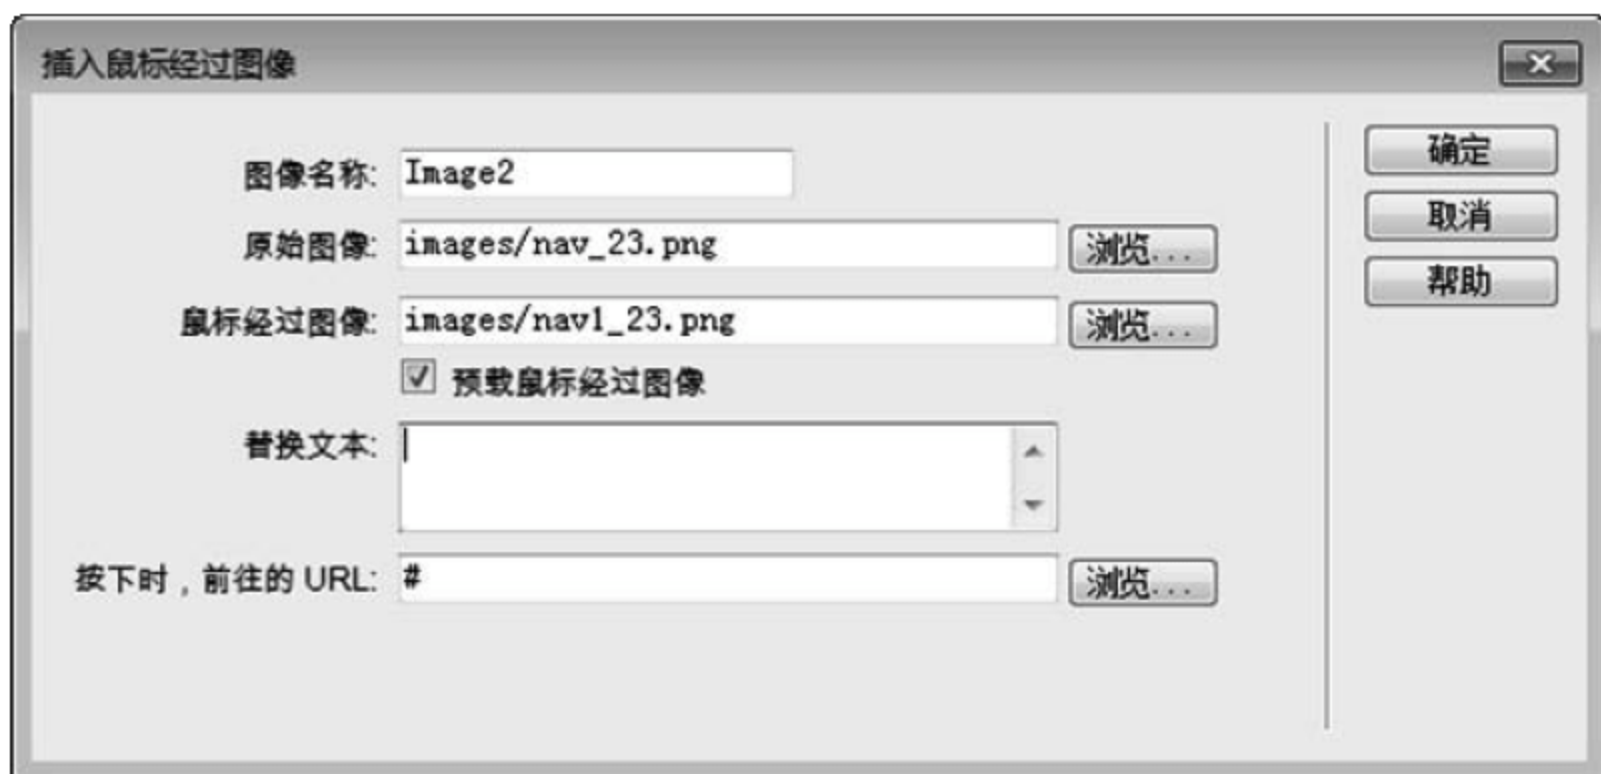 插入鼠标经过图像
图像名称: Image2
原始图像: images/nav_23.png 浏览...
鼠标经过图像: images/nav1_23.png 浏览...
预载鼠标经过图像
替换文本:
按下时，前往的 URL: # 浏览...
确定
取消
帮助